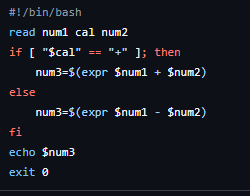 #!/bin/bash
read num1 cal num2
if [ "$cal" == "+" ]; then
    num3=$(expr $num1 + $num2)
else
    num3=$(expr $num1 - $num2)
fi
echo $num3
exit 0